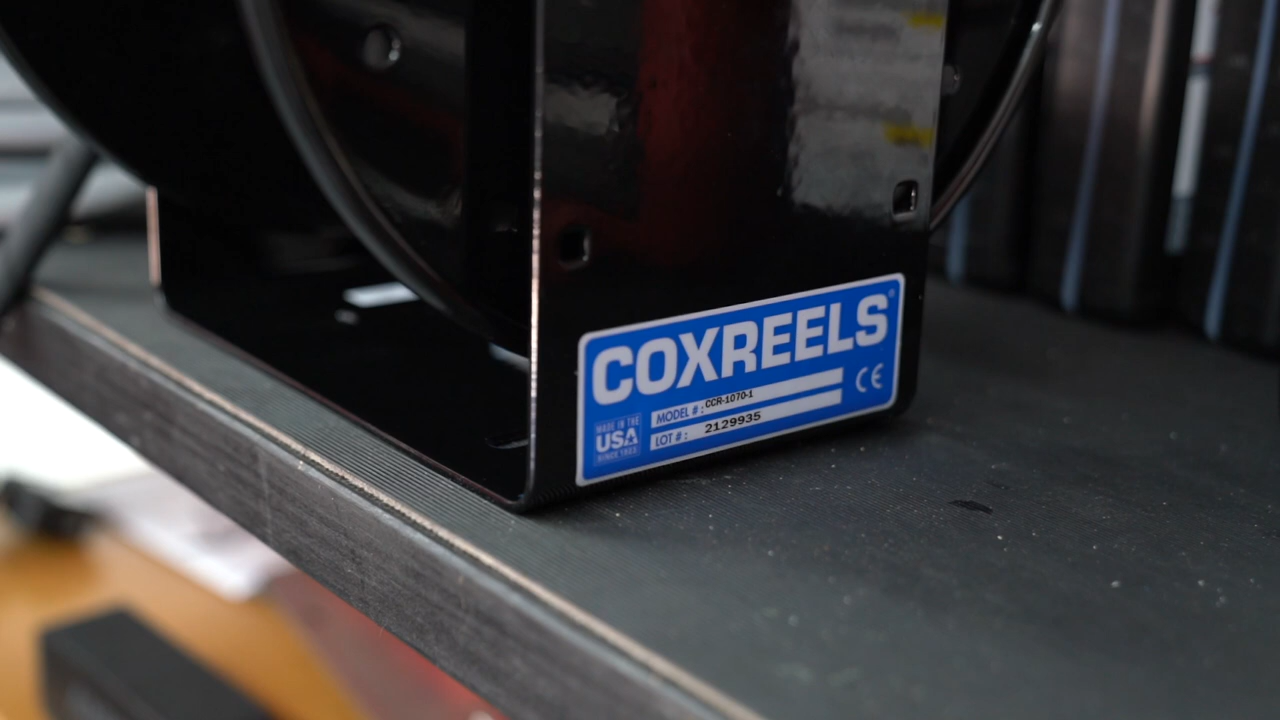 COXREELS®
MODEL #: CCR-1070-1
LOT #: 2129935
MADE IN THE
USA
SINCE 1923
CE